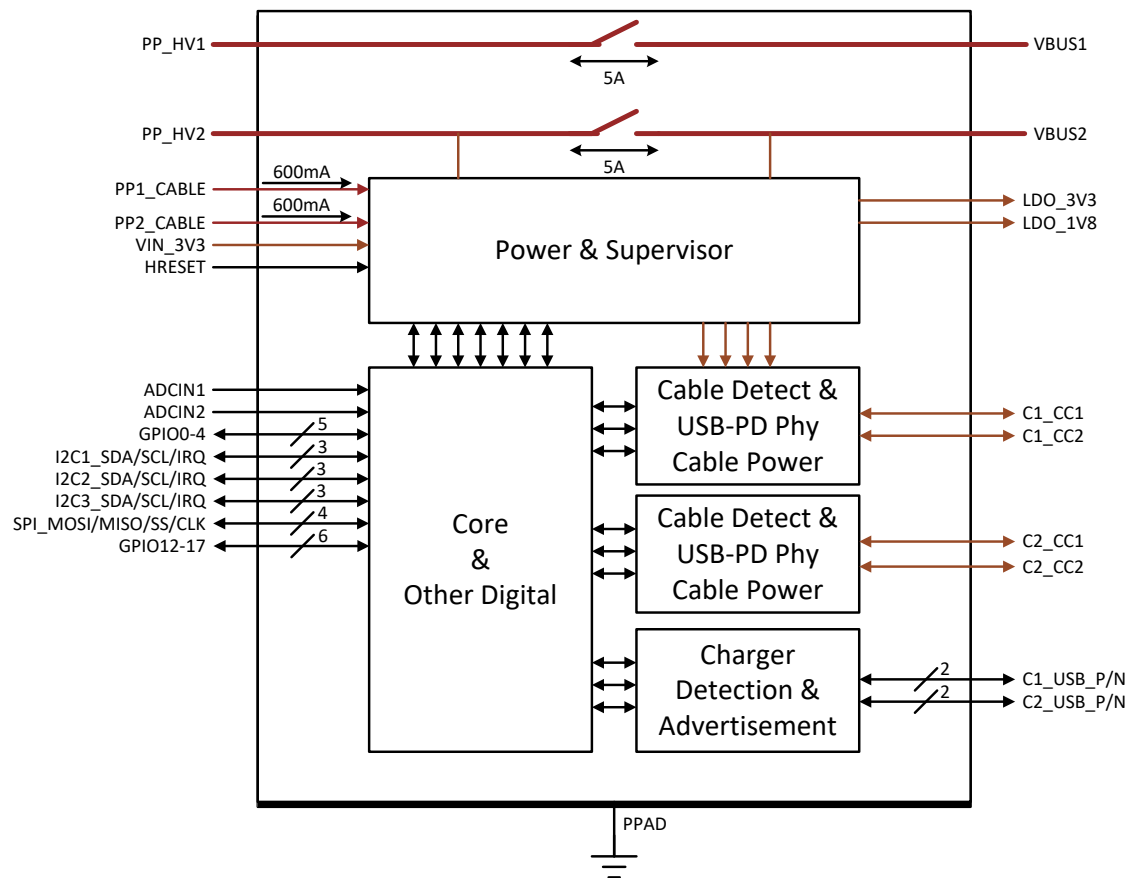 PP_HV1
VBUS1
5A
PP_HV2
VBUS2
5A
600mA
PP1_CABLE
600mA
PP2_CABLE
VIN_3V3
HRESET
Power & Supervisor
LDO_3V3
LDO_1V8
ADCIN1
ADCIN2
GPIO0-4
5
I2C1_SDA/SCL/IRQ
3
I2C2_SDA/SCL/IRQ
3
I2C3_SDA/SCL/IRQ
3
SPI_MOSI/MISO/SS/CLK
4
GPIO12-17
6
Core
&
Other Digital
Cable Detect &
USB-PD Phy
Cable Power
C1_CC1
C1_CC2
Cable Detect &
USB-PD Phy
Cable Power
C2_CC1
C2_CC2
Charger
Detection &
Advertisement
2
C1_USB_P/N
2
C2_USB_P/N
PPAD